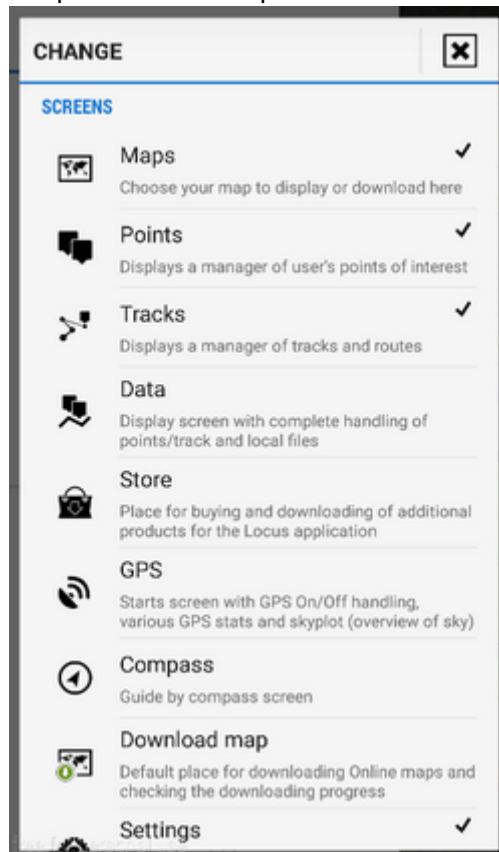 CHANGE
SCREENS
Maps
Choose your map to display or download here
Points
Displays a manager of user's points of interest
Tracks
Displays a manager of tracks and routes
Data
Display screen with complete handling of
points/track and local files
Store
Place for buying and downloading of additional
products for the Locus application
GPS
Starts screen with GPS On/Off handling,
various GPS stats and skyplot (overview of sky)
Compass
Guide by compass screen
Download map
Default place for downloading Online maps and
checking the downloading progress
Settings